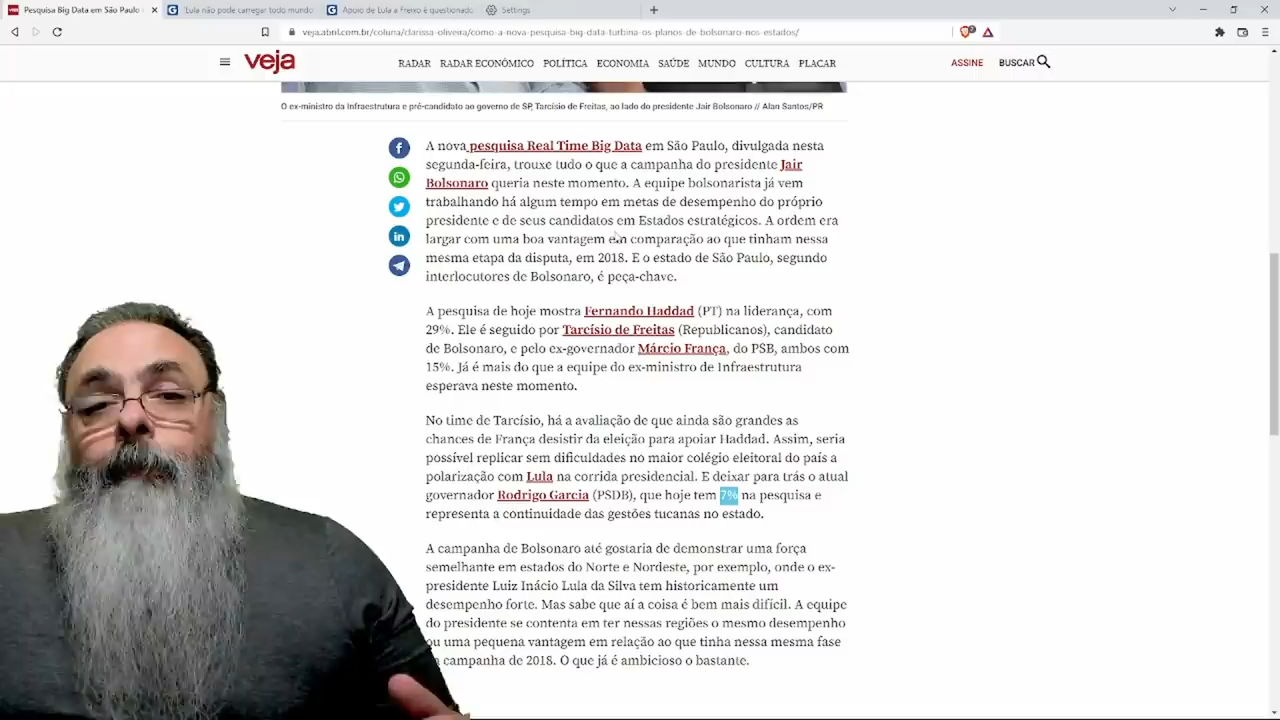 Pesquisa Big Data em São Paulo
'Lula não pode carregar todo mundo
Apoio de Lula a Freixo é questionado
Settings
veja.abril.com.br/coluna/clarissa-oliveira/como-a-nova-pesquisa-big-data-turbina-os-planos-de-bolsonaro-nos-estados/
veja
RADAR RADAR ECONÔMICO POLÍTICA ECONOMIA SAÚDE MUNDO CULTURA PLACAR
ASSINE
BUSCAR
O ex-ministro da Infraestrutura e pré-candidato ao governo de SP, Tarcísio de Freitas, ao lado do presidente Jair Bolsonaro // Alan Santos/PR
A nova pesquisa Real Time Big Data em São Paulo, divulgada nesta
segunda-feira, trouxe tudo o que a campanha do presidente Jair
Bolsonaro queria neste momento. A equipe bolsonarista já vem
trabalhando há algum tempo em metas de desempenho do próprio
presidente e de seus candidatos em Estados estratégicos. A ordem era
largar com uma boa vantagem em comparação ao que tinham nessa
mesma etapa da disputa, em 2018. E o estado de São Paulo, segundo
interlocutores de Bolsonaro, é peça-chave.
A pesquisa de hoje mostra Fernando Haddad (PT) na liderança, com
29%. Ele é seguido por Tarcísio de Freitas (Republicanos), candidato
de Bolsonaro, e pelo ex-governador Márcio França, do PSB, ambos com
15%. Já é mais do que a equipe do ex-ministro de Infraestrutura
esperava neste momento.
No time de Tarcísio, há a avaliação de que ainda são grandes as
chances de França desistir da eleição para apoiar Haddad. Assim, seria
possível replicar sem dificuldades no maior colégio eleitoral do país a
polarização com Lula na corrida presidencial. E deixar para trás o atual
governador Rodrigo Garcia (PSDB), que hoje tem 7% na pesquisa e
representa a continuidade das gestões tucanas no estado.
A campanha de Bolsonaro até gostaria de demonstrar uma força
semelhante em estados do Norte e Nordeste, por exemplo, onde o ex-
presidente Luiz Inácio Lula da Silva tem historicamente um
desempenho forte. Mas sabe que aí a coisa é bem mais difícil. A equipe
do presidente se contenta em ter nessas regiões o mesmo desempenho
ou uma pequena vantagem em relação ao que tinha nessa mesma fase
campanha de 2018. O que já é ambicioso o bastante.